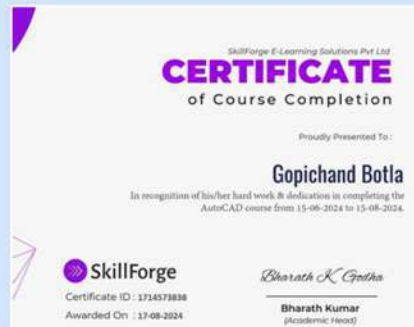 SkillForge E-Learning Solutions Pvt Ltd
CERTIFICATE
of Course Completion
Proudly Presented To :
Gopichand Botla
In recognition of his/her hard work & dedication in completing the
AutoCAD course from 15-06-2024 to 15-08-2024.
SkillForge
Certificate ID : 1714573838
Awarded On : 17-08-2024
Bharath K Godha
Bharath Kumar
(Academic Head)